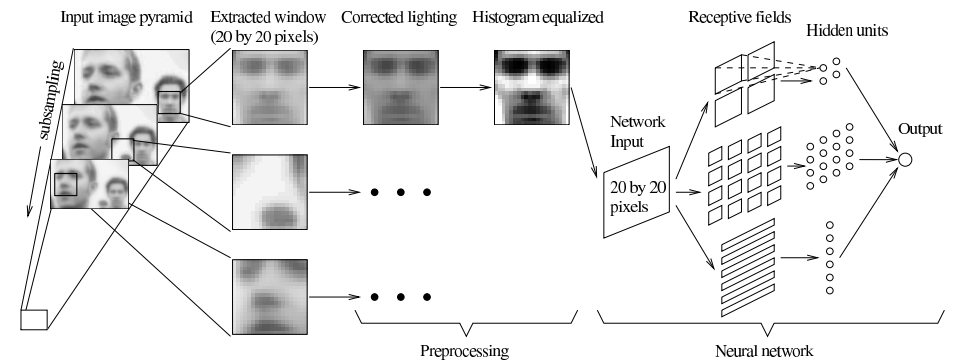 Input image pyramid
Extracted window
(20 by 20 pixels)
Corrected lighting
Histogram equalized
Receptive fields
Hidden units
subsampling
Network
Input
Output
20 by 20
pixels
Preprocessing
Neural network